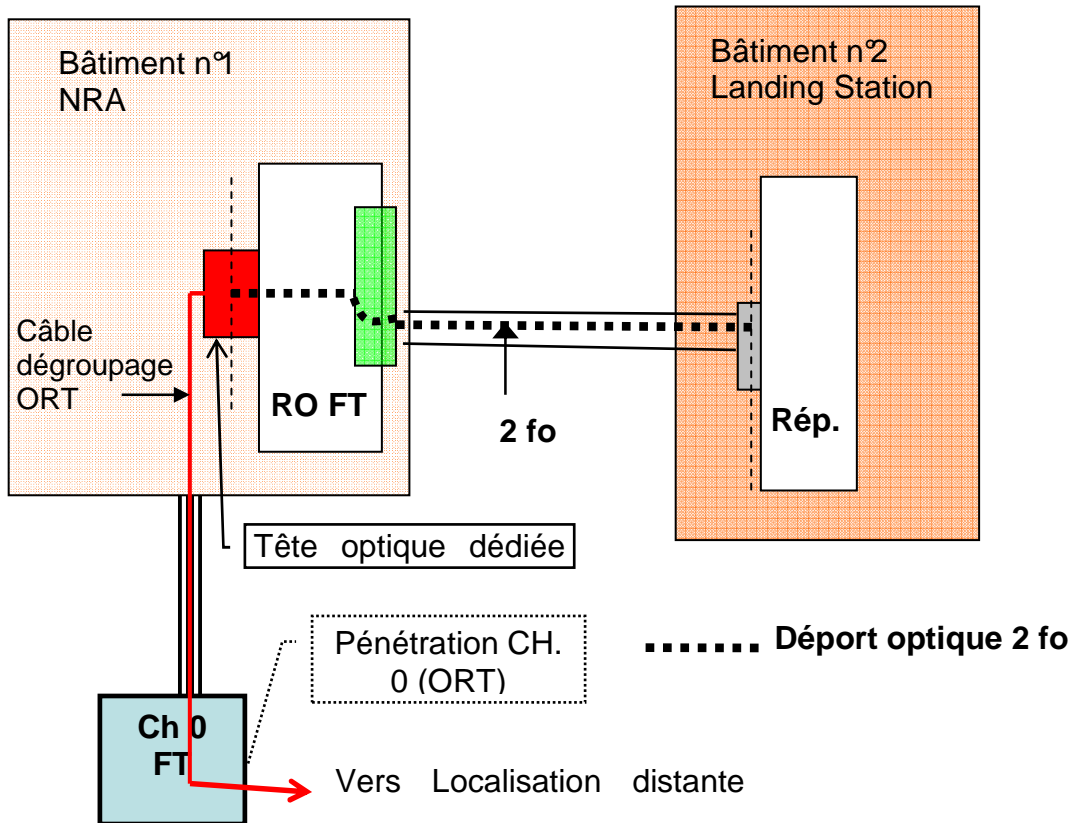 Bâtiment n°1
NRA
Bâtiment n°2
Landing Station
Câble
dégroupage
ORT
RO FT
2 fo
Rép.
Tête optique dédiée
Pénétration CH.
0 (ORT)
Déport optique 2 fo
Ch 0
FT
Vers Localisation distante